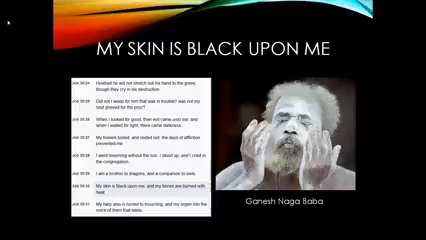 MY SKIN IS BLACK UPON ME
Job 30:24 Howbeit he will not stretch out his hand to the grave,
though they cry in his destruction.
Job 30:25 Did not I weep for him that was in trouble? was not my
soul grieved for the poor?
Job 30:26 When I looked for good, then evil came unto me: and
when I waited for light, there came darkness.
Job 30:27 My bowels boiled, and rested not: the days of affliction
prevented me.
Job 30:28 I went mourning without the sun: I stood up, and I cried in
the congregation.
Job 30:29 I am a brother to dragons, and a companion to owls.
Job 30:30 My skin is black upon me, and my bones are burned with
heat.
Job 30:31 My harp also is turned to mourning, and my organ into the
voice of them that weep.
Ganesh Naga Baba